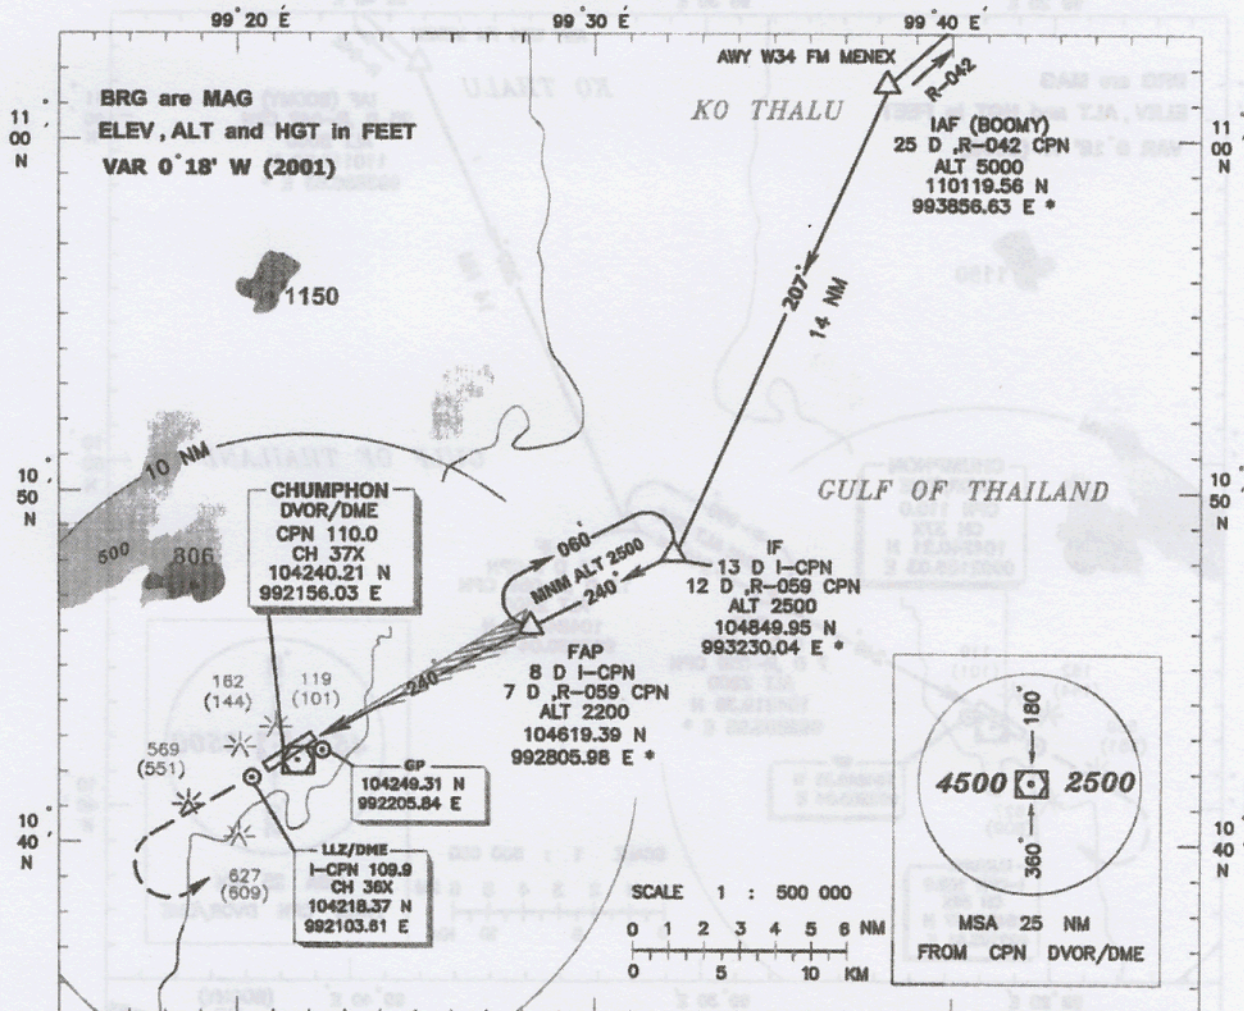 99°20'E
99°30'E
99°40'E
AWY W34 FM MENEX
R-042
BRG are MAG
ELEV, ALT and HGT in FEET
VAR 0°18' W (2001)
KO THALU
IAF (BOOMY)
25 D ,R-042 CPN
ALT 5000
110119.56 N
993856.63 E *
11°
00'
N
11°
00'
N
1150
207°
14 NM
10 NM
10°
50'
N
10°
50'
N
GULF OF THAILAND
CHUMPHON
DVOR/DME
CPN 110.0
CH 37X
104240.21 N
992156.03 E
500
806
060°
MNM ALT 2500
240°
IF
13 D I-CPN
12 D ,R-059 CPN
ALT 2500
104849.95 N
993230.04 E *
FAP
8 D I-CPN
7 D ,R-059 CPN
ALT 2200
104619.39 N
992805.98 E *
240°
162
(144)
119
(101)
569
(551)
GP
104249.31 N
992205.84 E
4500
2500
180°
360°
MSA 25 NM
FROM CPN DVOR/DME
10°
40'
N
10°
40'
N
627
(609)
LLZ/DME
I-CPN 109.9
CH 36X
104218.37 N
992103.61 E
SCALE 1 : 500 000
0 1 2 3 4 5 6 NM
0 5 10 KM